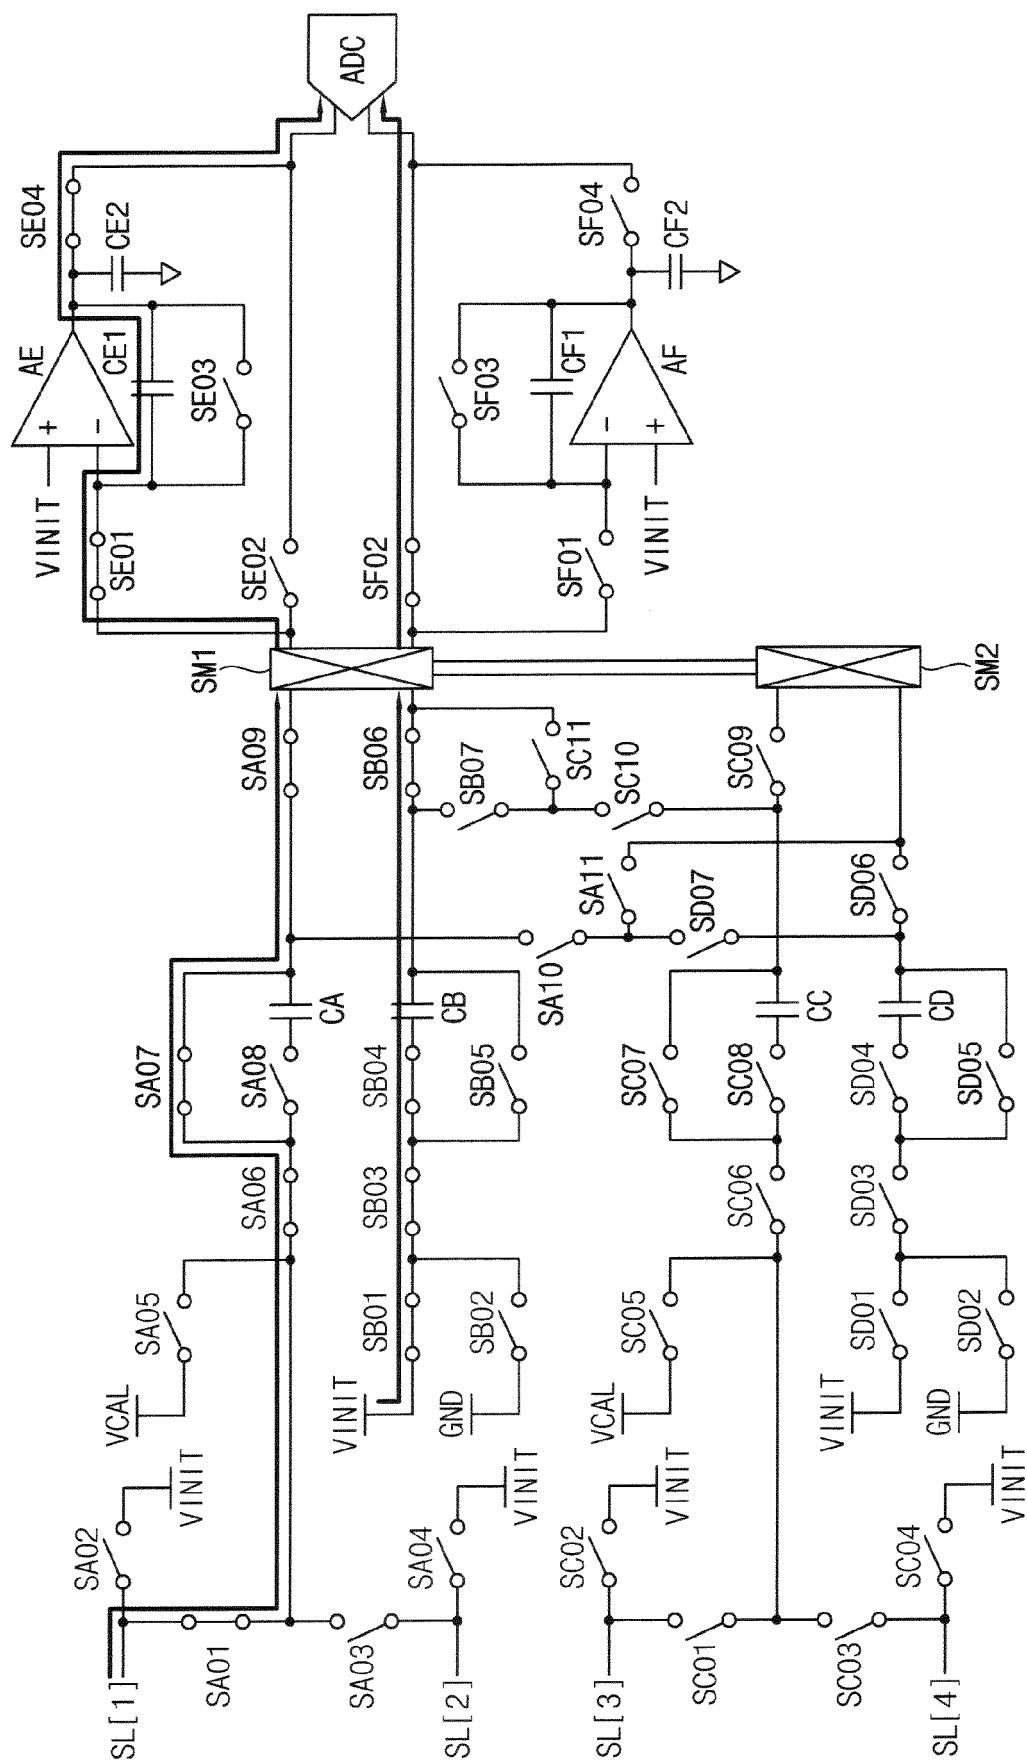 SL[1]
SA01
SA02
VINIT
VCAL
SA05
SA06
SA07
SA08
CA
SA09
SM1
SE01
VINIT
+
-
AE
CE1
SE03
CE2
SE04
SE02
ADC
SL[2]
SA03
SA04
VINIT
VINIT
SB01
GND
SB02
SB03
SB04
SB05
CB
SB06
SB07
SC11
SC10
SA10
SA11
SD07
SF02
SF01
VINIT
-
+
AF
CF1
SF03
CF2
SF04
SL[3]
SC01
SC02
VINIT
VCAL
SC05
SC06
SC07
SC08
CC
SC09
SM2
SL[4]
SC03
SC04
VINIT
VINIT
SD01
GND
SD02
SD03
SD04
SD05
CD
SD06